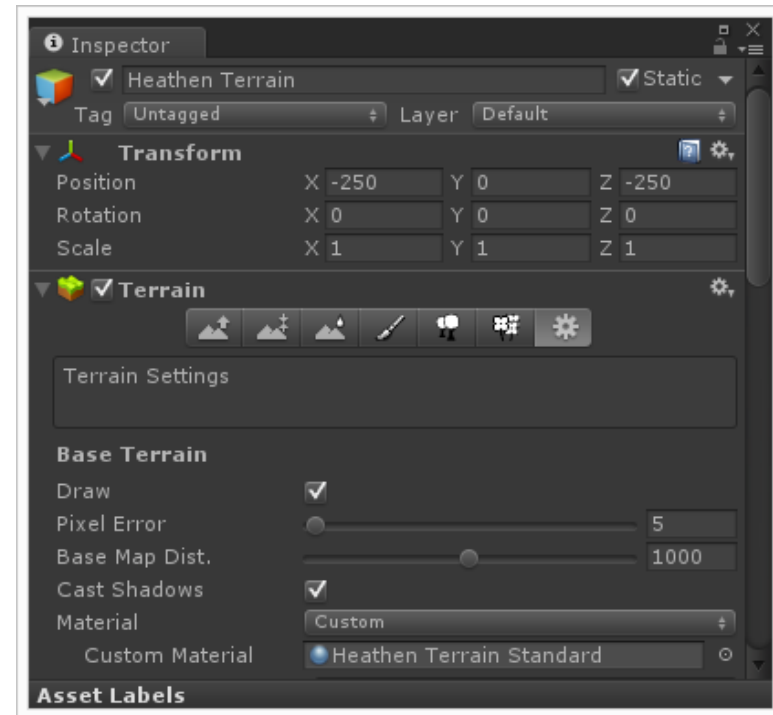 Inspector
Heathen Terrain Static
Tag Untagged Layer Default
Transform
Position X -250 Y 0 Z -250
Rotation X 0 Y 0 Z 0
Scale X 1 Y 1 Z 1
Terrain
Terrain Settings
Base Terrain
Draw
Pixel Error 5
Base Map Dist. 1000
Cast Shadows
Material Custom
Custom Material Heathen Terrain Standard
Asset Labels